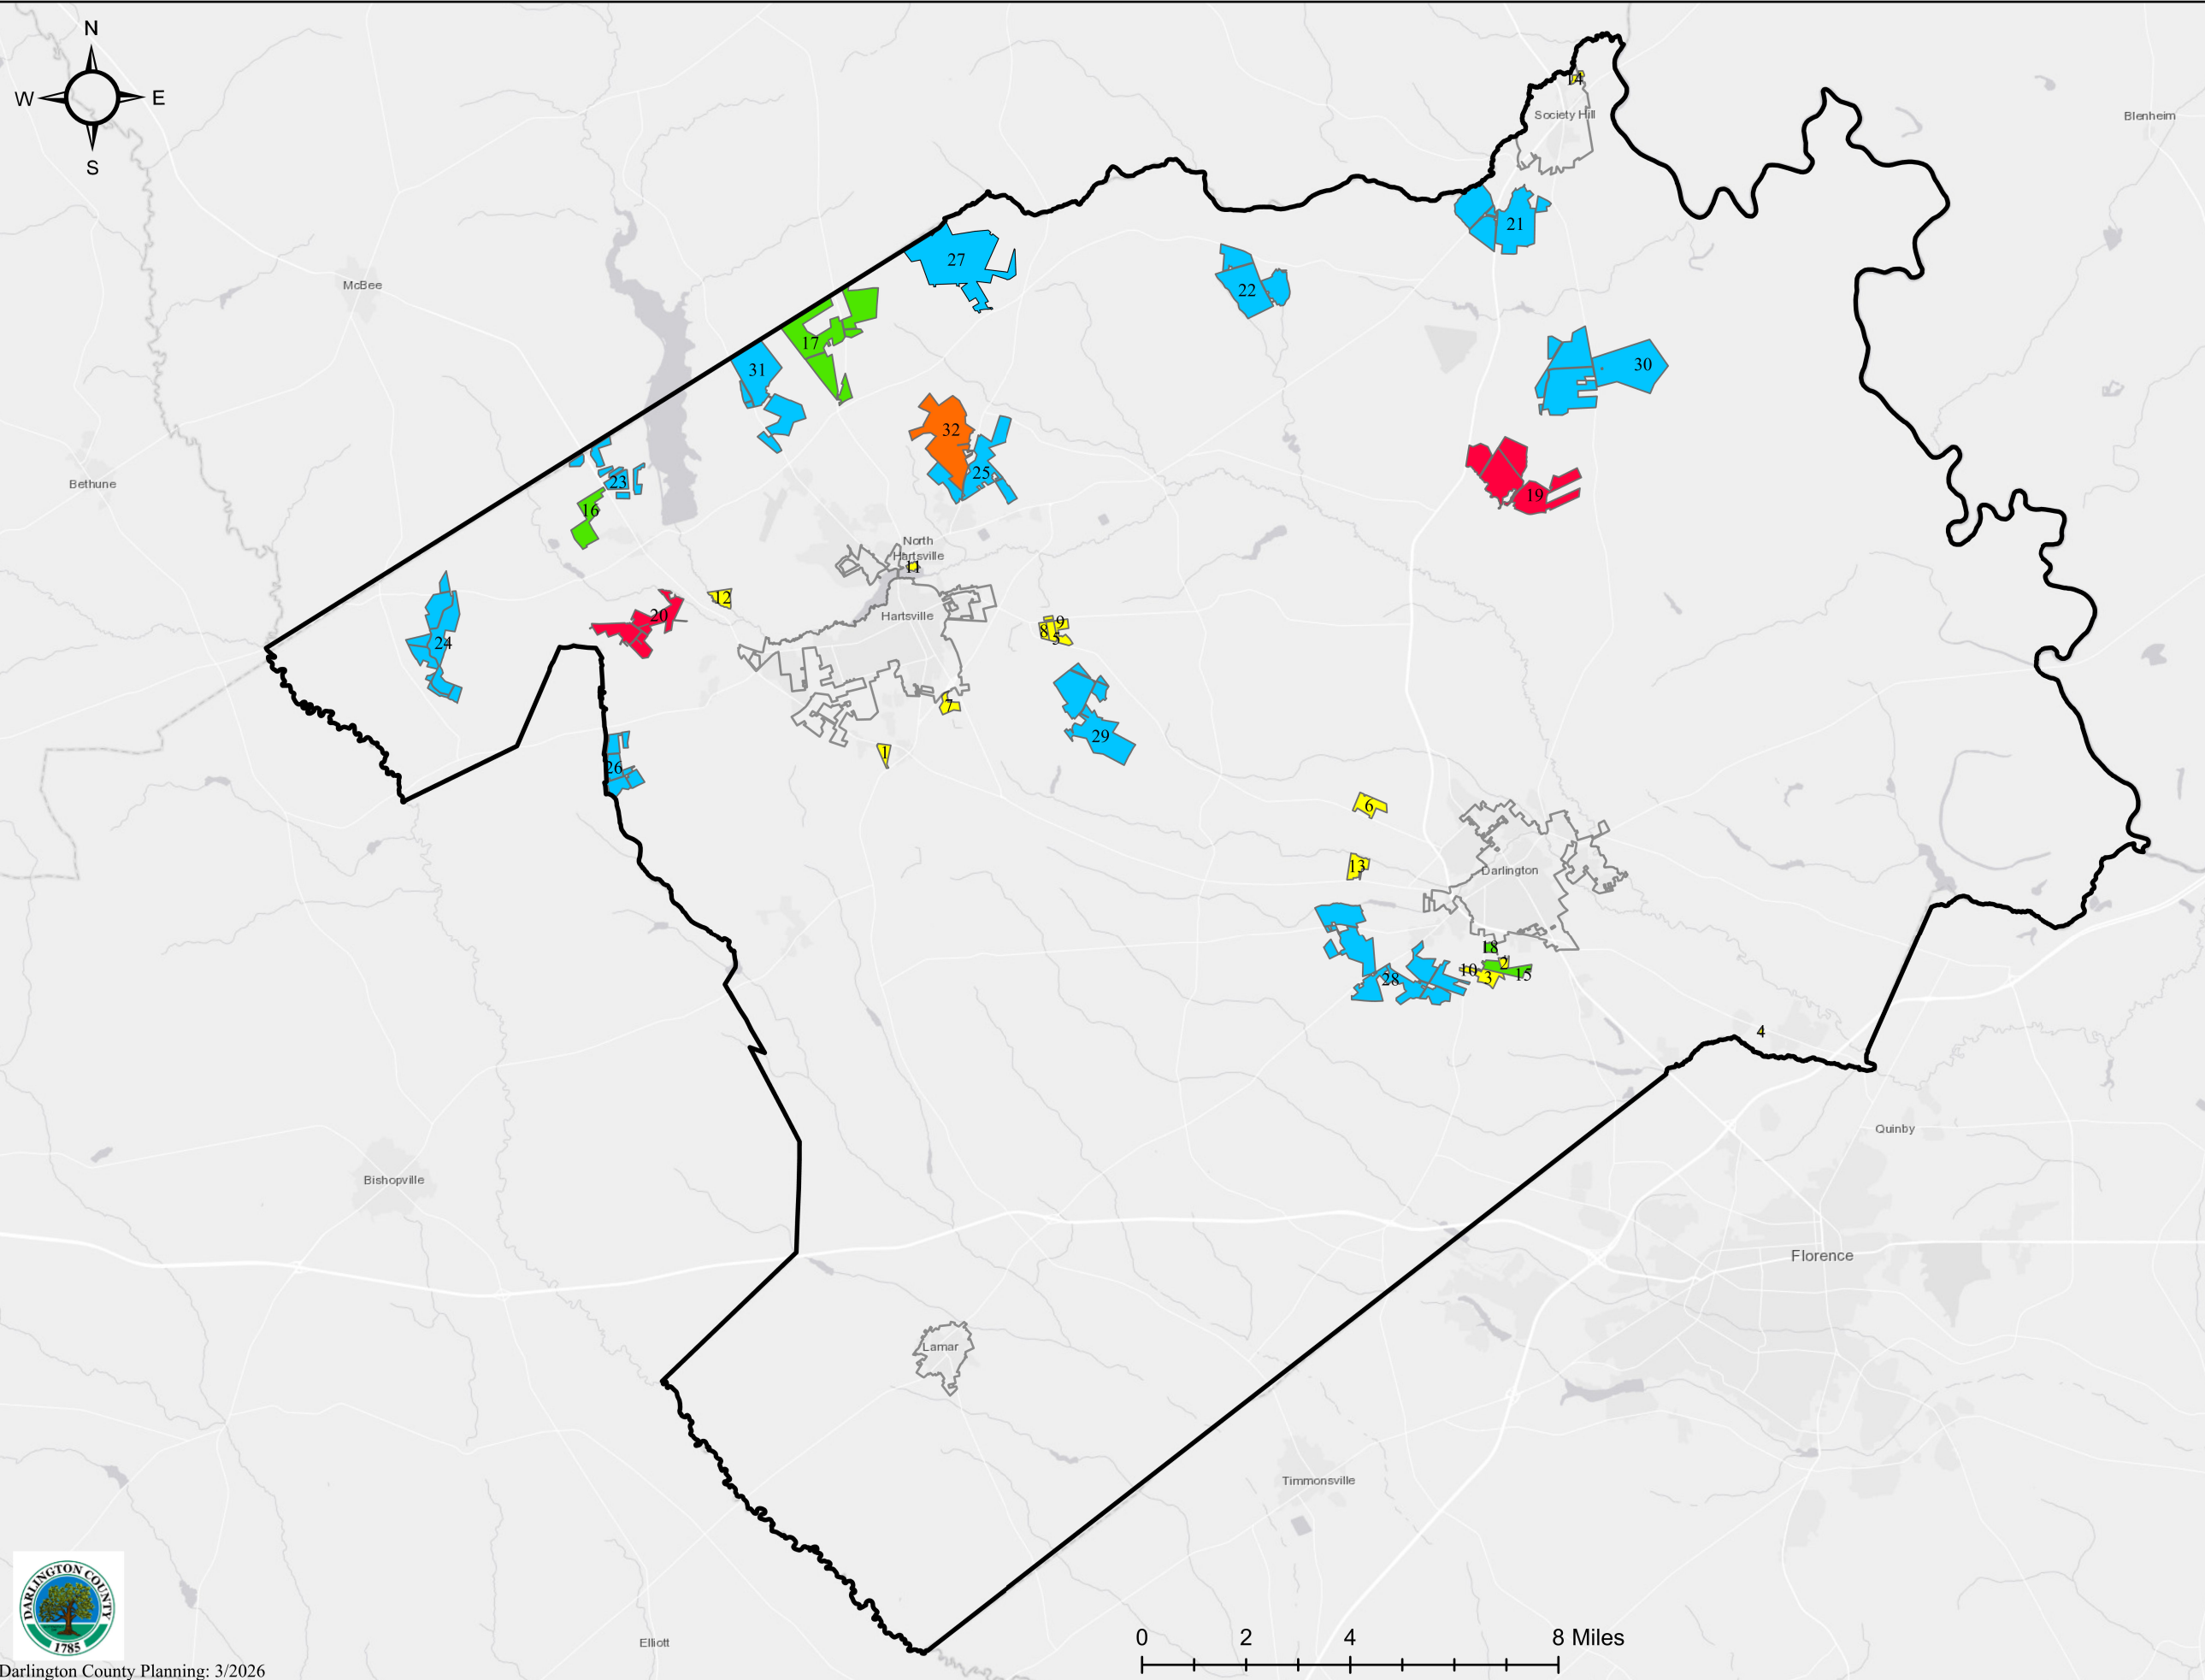 N
W E
S
14
Society Hill
Blenheim
21
27
22
McBee
17
31
30
32
25
23
Bethune
19
16
North
Hartsville
11
12
20
Hartsville
9
8
5
24
7
29
1
26
6
13
Darlington
18
2
10
3
15
28
4
Quinby
Bishopville
Florence
Lamar
Timmonsville
Elliott
0 2 4 8 Miles
DARLINGTON COUNTY
1785
Darlington County Planning: 3/2026